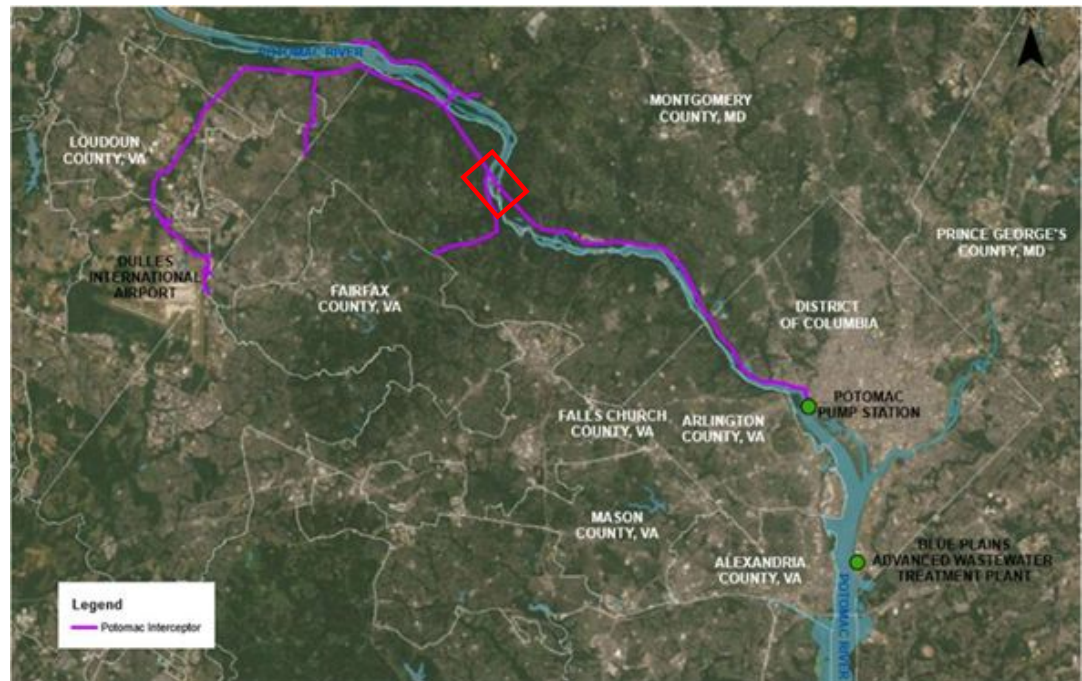 POTOMAC RIVER
MONTGOMERY
COUNTY, MD
LOUDOUN
COUNTY, VA
PRINCE GEORGE'S
COUNTY, MD
DULLES
INTERNATIONAL
AIRPORT
FAIRFAX
COUNTY, VA
DISTRICT
OF COLUMBIA
POTOMAC
PUMP STATION
FALLS CHURCH
COUNTY, VA
ARLINGTON
COUNTY, VA
MASON
COUNTY, VA
ALEXANDRIA
COUNTY, VA
BLUE PLAINS
ADVANCED WASTEWATER
TREATMENT PLANT
POTOMAC RIVER
Legend
Potomac Interceptor